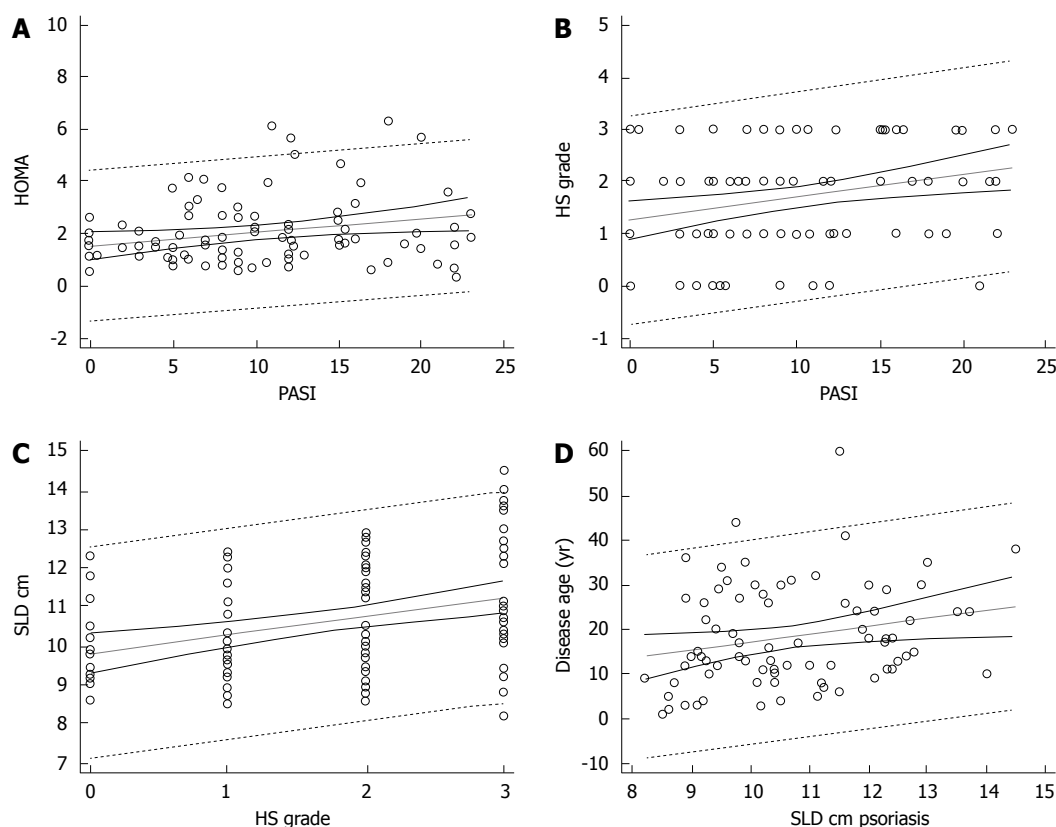 A
10
8
6
4
2
0
-2
HOMA
0 5 10 15 20 25
PASI
B
5
4
3
2
1
0
-1
HS grade
0 5 10 15 20 25
PASI
C
15
14
13
12
11
10
9
8
7
SLD cm
0 1 2 3
HS grade
D
60
50
40
30
20
10
0
-10
Disease age (yr)
8 9 10 11 12 13 14 15
SLD cm psoriasis